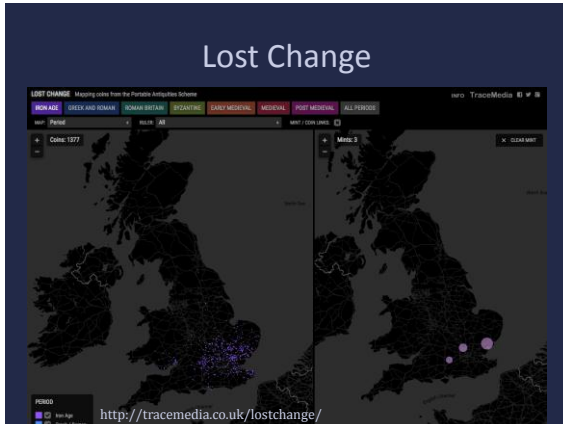 Lost Change
LOST CHANGE Mapping coins from the Portable Antiquities Scheme INFO TraceMedia
IRON AGE GREEK AND ROMAN ROMAN BRITAIN BYZANTINE EARLY MEDIEVAL MEDIEVAL POST MEDIEVAL ALL PERIODS
MAP: Period RULER: All MINT / COIN LINES:
+ Coins: 1377 + Mints: 3 × CLEAR MINT
−
PERIOD
Iron Age
http://tracemedia.co.uk/lostchange/